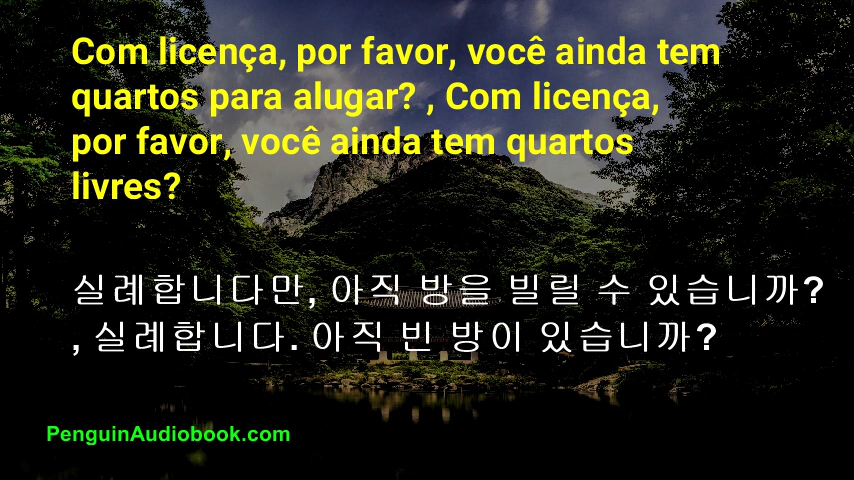 Com licença, por favor, você ainda tem
quartos para alugar? , Com licença,
por favor, você ainda tem quartos
livres?
실례합니다만, 아직 방을 빌릴 수 있습니까?
, 실례합니다. 아직 빈 방이 있습니까?
PenguinAudiobook.com